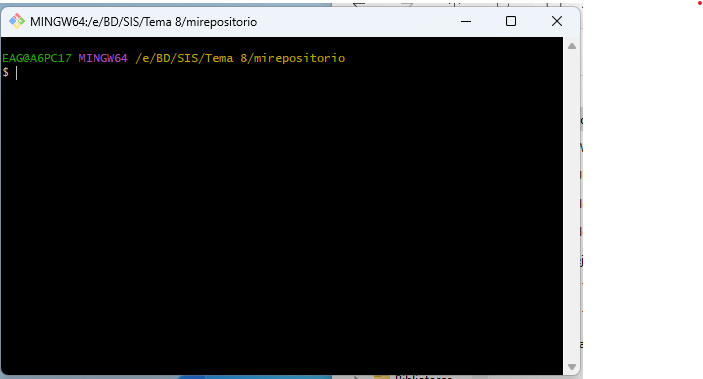 MINGW64:/e/BD/SIS/Tema 8/mirepositorio
EAG@A6PC17 MINGW64 /e/BD/SIS/Tema 8/mirepositorio
$